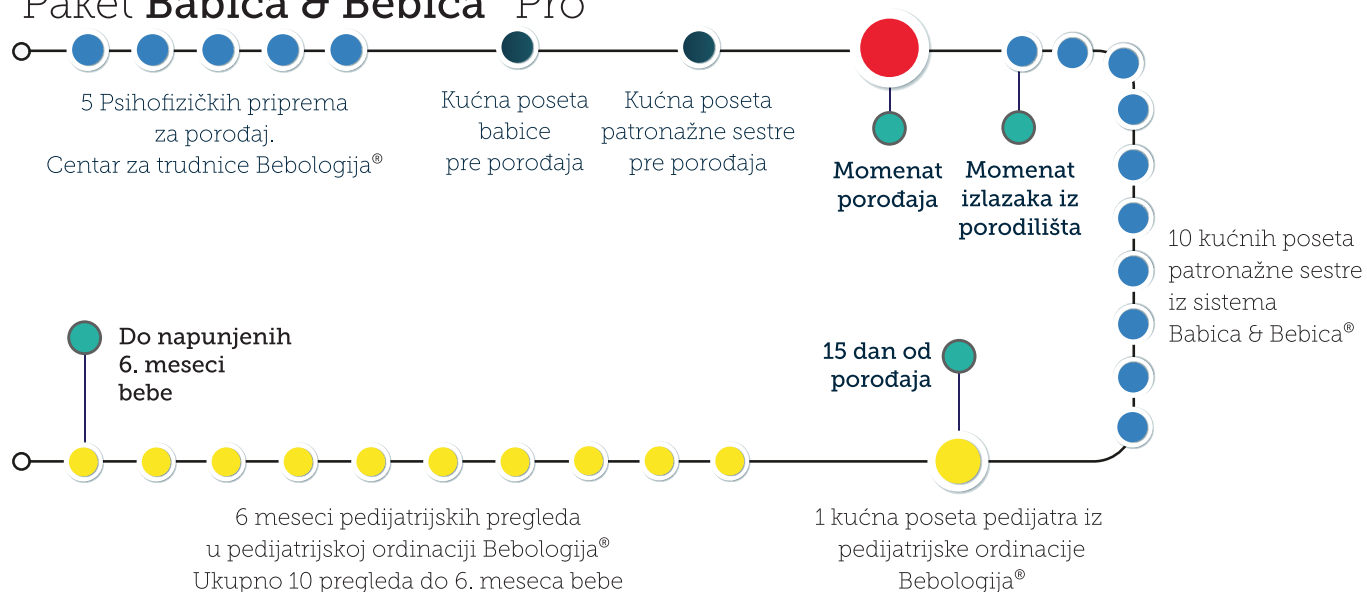 Paket Babica & Bebica® Pro
5 Psihofizičkih priprema
za porođaj.
Centar za trudnice Bebologija®
Kućna poseta
babice
pre porođaja
Kućna poseta
patronažne sestre
pre porođaja
Momenat
porođaja
Momenat
izlazaka iz
porodilišta
10 kućnih poseta
patronažne sestre
iz sistema
Babica & Bebica®
15 dan od
porođaja
1 kućna poseta pedijatra iz
pedijatrijske ordinacije
Bebologija®
Do napunjenih
6. meseci
bebe
6 meseci pedijatrijskih pregleda
u pedijatrijskoj ordinaciji Bebologija®
Ukupno 10 pregleda do 6. meseca bebe